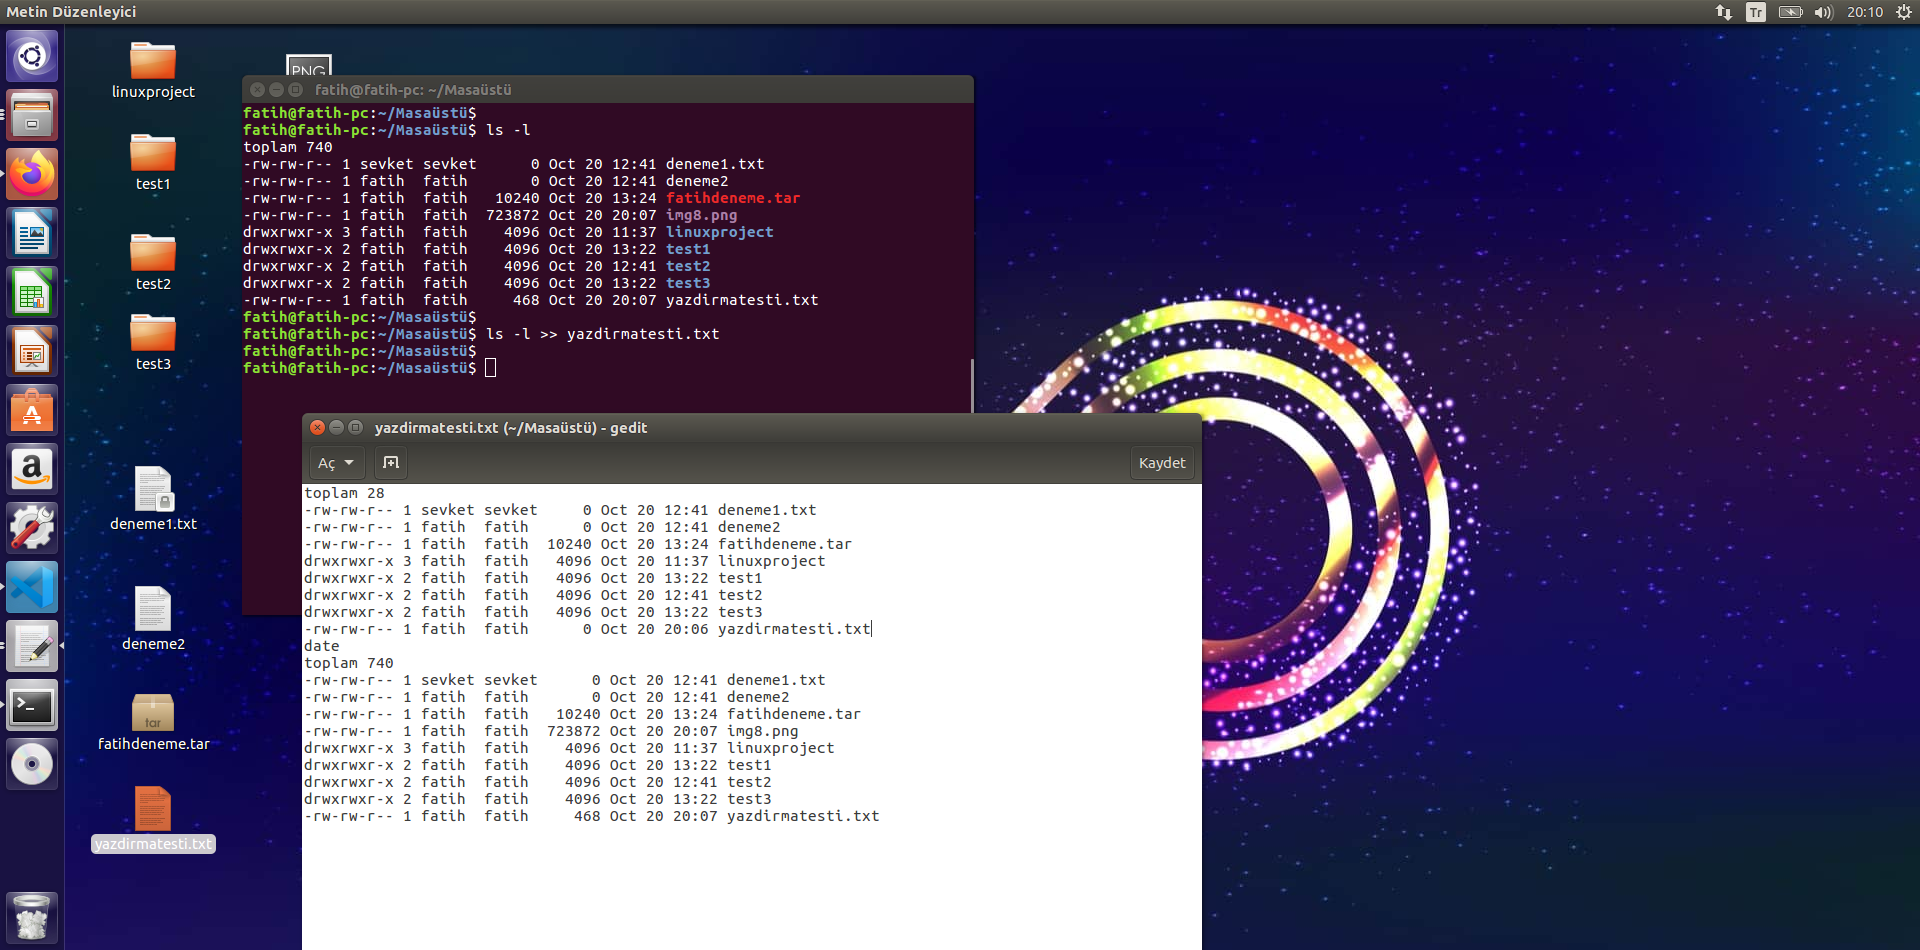 Metin Düzenleyici
Tr
20:10
linuxproject
test1
test2
test3
deneme1.txt
deneme2
tar
fatihdeneme.tar
yazdirmatesti.txt
PNG
fatih@fatih-pc: ~/Masaüstü
fatih@fatih-pc:~/Masaüstü$
fatih@fatih-pc:~/Masaüstü$ ls -l
toplam 740
-rw-rw-r-- 1 sevket sevket      0 Oct 20 12:41 deneme1.txt
-rw-rw-r-- 1 fatih  fatih       0 Oct 20 12:41 deneme2
-rw-rw-r-- 1 fatih  fatih   10240 Oct 20 13:24 fatihdeneme.tar
-rw-rw-r-- 1 fatih  fatih  723872 Oct 20 20:07 img8.png
drwxrwxr-x 3 fatih  fatih    4096 Oct 20 11:37 linuxproject
drwxrwxr-x 2 fatih  fatih    4096 Oct 20 13:22 test1
drwxrwxr-x 2 fatih  fatih    4096 Oct 20 12:41 test2
drwxrwxr-x 2 fatih  fatih    4096 Oct 20 13:22 test3
-rw-rw-r-- 1 fatih  fatih     468 Oct 20 20:07 yazdirmatesti.txt
fatih@fatih-pc:~/Masaüstü$
fatih@fatih-pc:~/Masaüstü$ ls -l >> yazdirmatesti.txt
fatih@fatih-pc:~/Masaüstü$
fatih@fatih-pc:~/Masaüstü$
yazdirmatesti.txt (~/Masaüstü) - gedit
Aç
Kaydet
toplam 28
-rw-rw-r-- 1 sevket sevket     0 Oct 20 12:41 deneme1.txt
-rw-rw-r-- 1 fatih  fatih      0 Oct 20 12:41 deneme2
-rw-rw-r-- 1 fatih  fatih  10240 Oct 20 13:24 fatihdeneme.tar
drwxrwxr-x 3 fatih  fatih   4096 Oct 20 11:37 linuxproject
drwxrwxr-x 2 fatih  fatih   4096 Oct 20 13:22 test1
drwxrwxr-x 2 fatih  fatih   4096 Oct 20 12:41 test2
drwxrwxr-x 2 fatih  fatih   4096 Oct 20 13:22 test3
-rw-rw-r-- 1 fatih  fatih      0 Oct 20 20:06 yazdirmatesti.txt
date
toplam 740
-rw-rw-r-- 1 sevket sevket      0 Oct 20 12:41 deneme1.txt
-rw-rw-r-- 1 fatih  fatih       0 Oct 20 12:41 deneme2
-rw-rw-r-- 1 fatih  fatih   10240 Oct 20 13:24 fatihdeneme.tar
-rw-rw-r-- 1 fatih  fatih  723872 Oct 20 20:07 img8.png
drwxrwxr-x 3 fatih  fatih    4096 Oct 20 11:37 linuxproject
drwxrwxr-x 2 fatih  fatih    4096 Oct 20 13:22 test1
drwxrwxr-x 2 fatih  fatih    4096 Oct 20 12:41 test2
drwxrwxr-x 2 fatih  fatih    4096 Oct 20 13:22 test3
-rw-rw-r-- 1 fatih  fatih     468 Oct 20 20:07 yazdirmatesti.txt